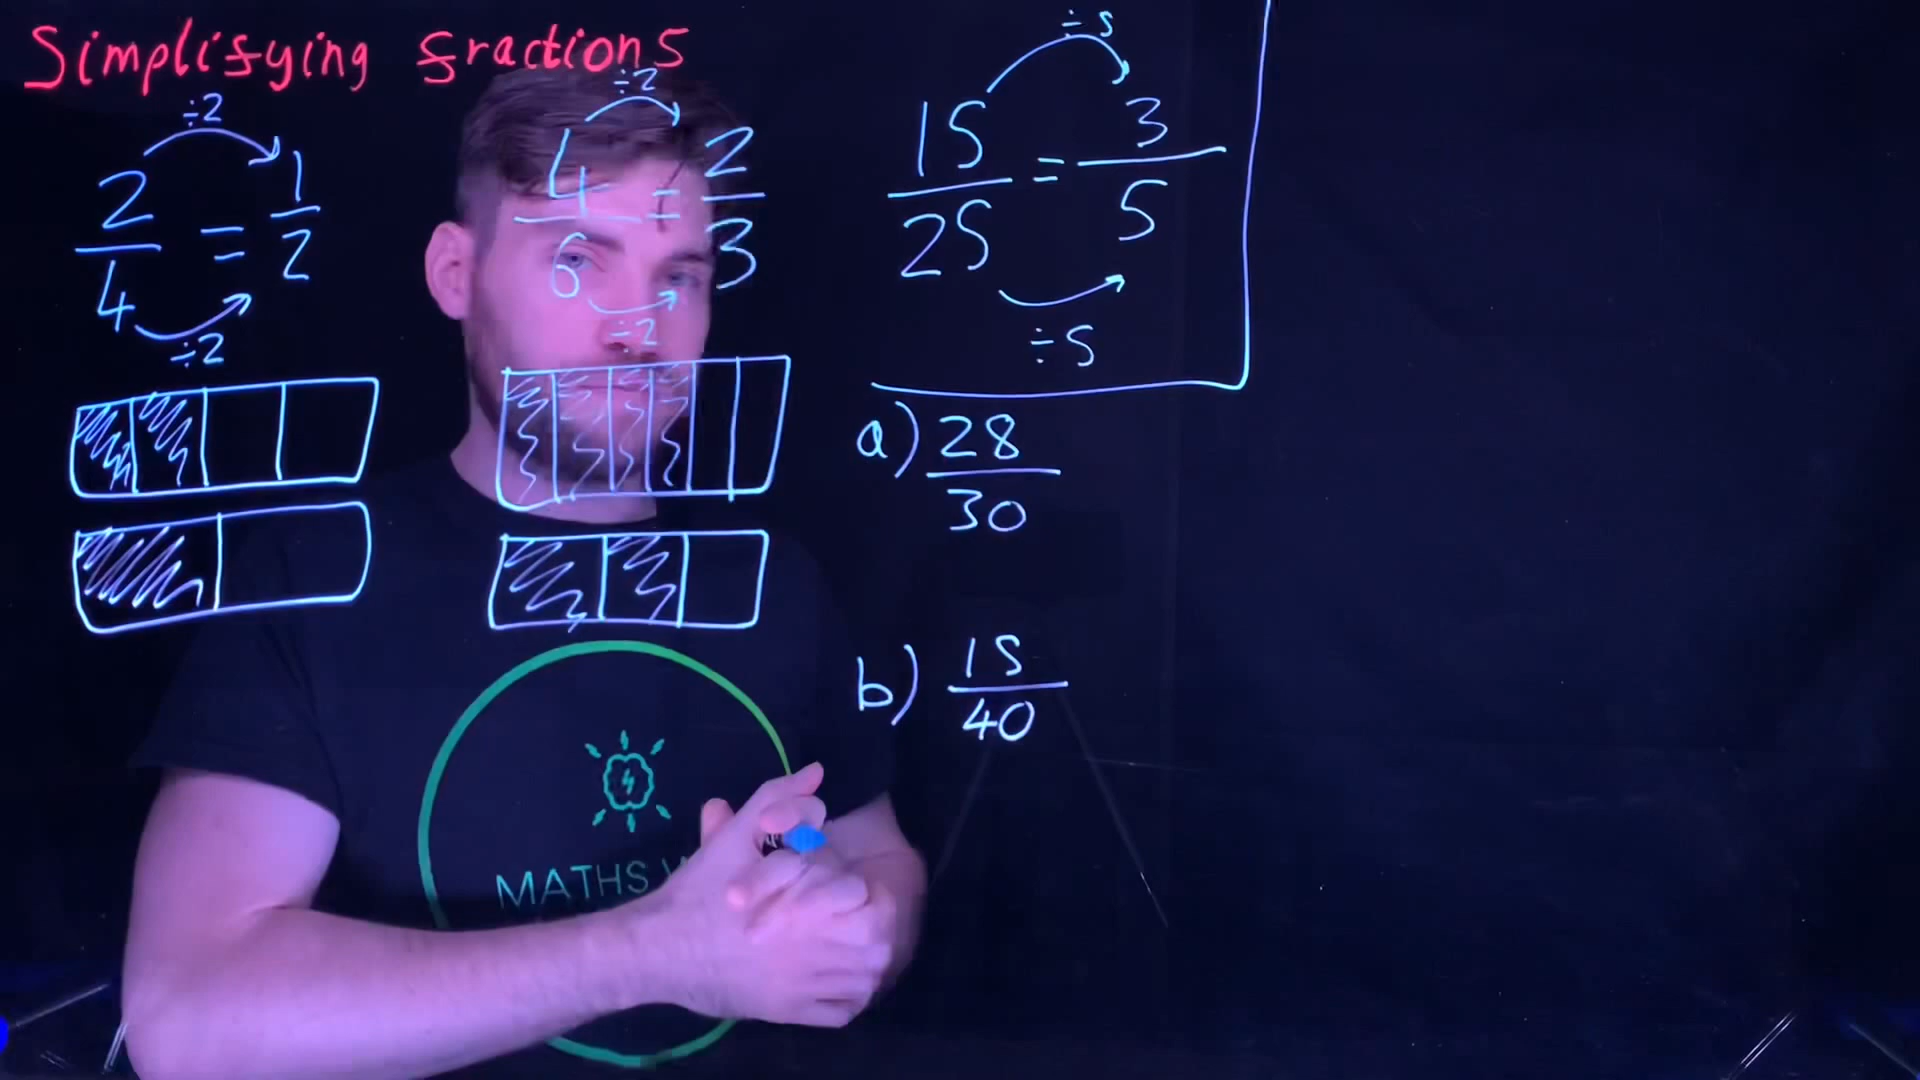 Simplifying fractions
÷2
2/4 = 1/2
÷2
÷2
4/6 = 2/3
÷2
÷5
15/25 = 3/5
÷5
a) 28/30
b) 15/40
MATHS